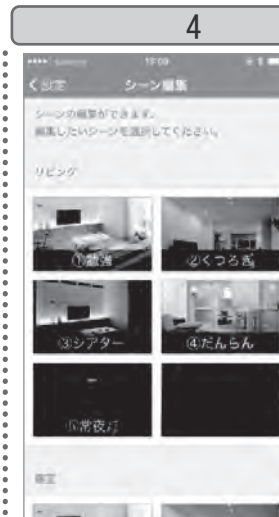 4
19:09
く設定 シーン編集
シーンの編集ができます。
編集したいシーンを選択してください。
リビング
①勉強 ②くつろぎ
③シアター ④だんらん
⑤常夜灯
寝室